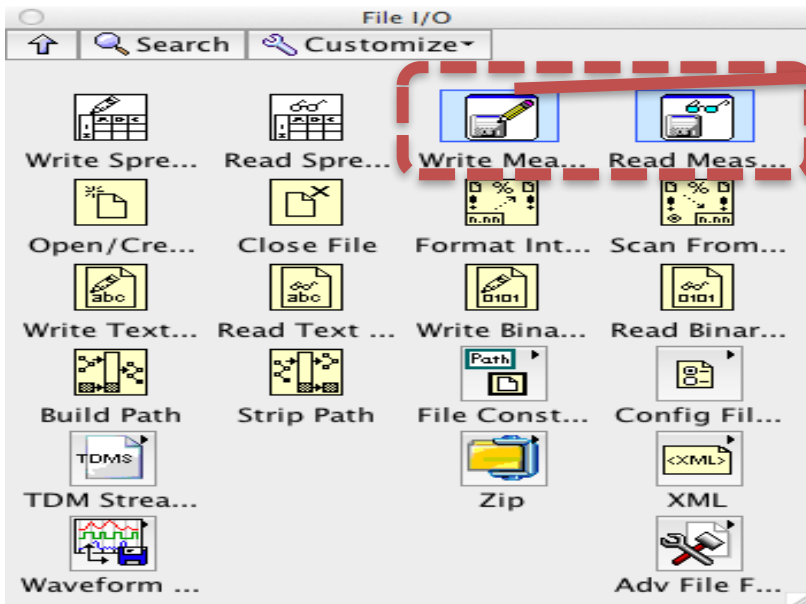 File I/O
Search Customize
Write Spre... Read Spre... Write Mea... Read Meas...
Open/Cre... Close File Format Int... Scan From...
abc abc 0101 0101
Write Text... Read Text ... Write Bina... Read Binar...
Path
Build Path Strip Path File Const... Config Fil...
TDMS <XML>
TDM Strea... Zip XML
Waveform ... Adv File F...